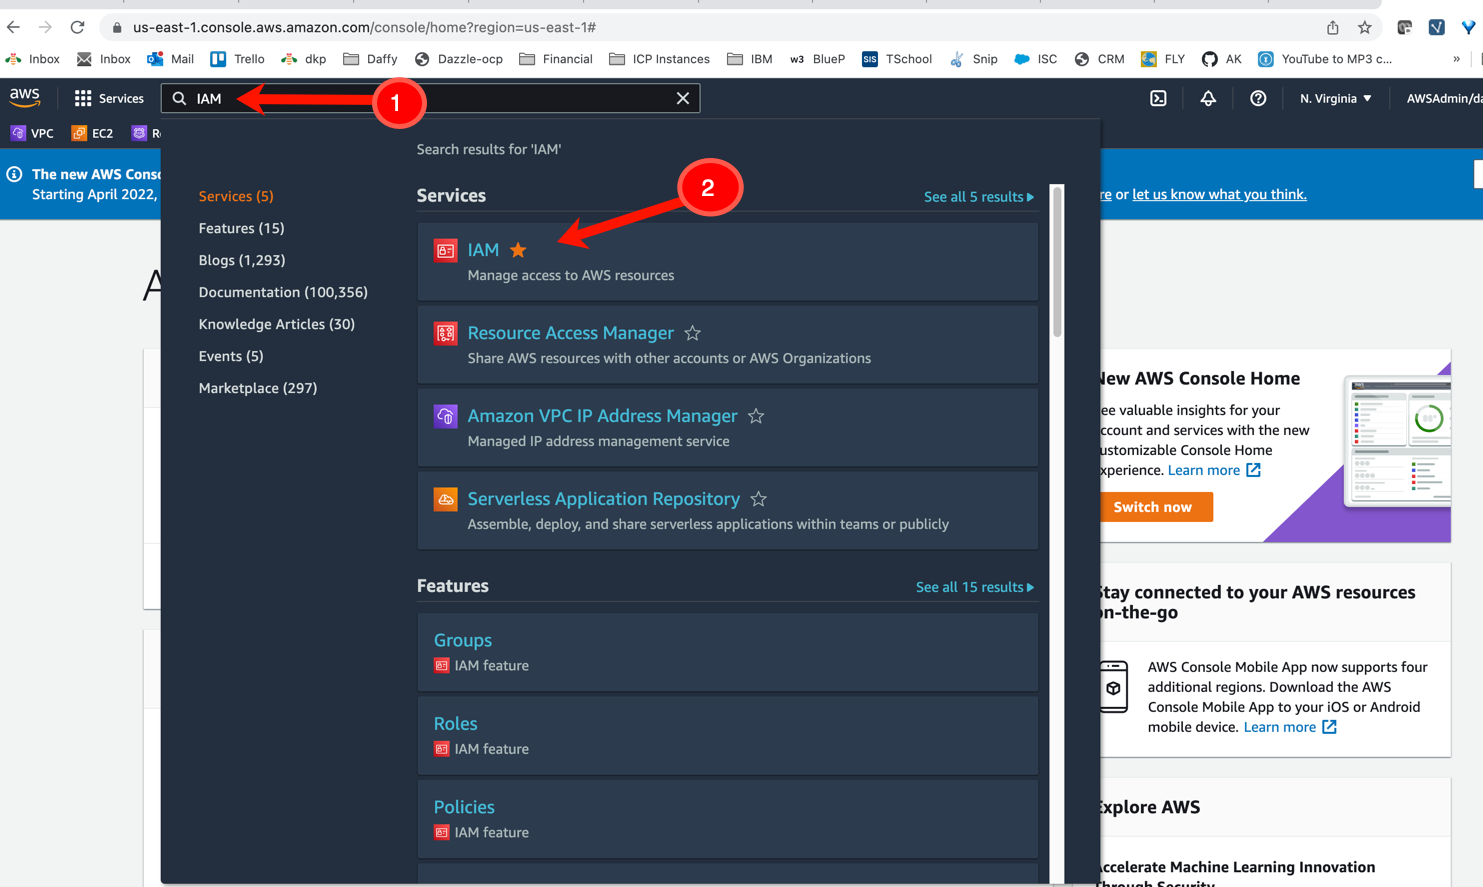 us-east-1.console.aws.amazon.com/console/home?region=us-east-1#
Inbox
Inbox
Mail
Trello
dkp
Daffy
Dazzle-ocp
Financial
ICP Instances
IBM
w3 BlueP
SIS TSchool
Snip
ISC
CRM
FLY
AK
YouTube to MP3 c...
»
aws
Services
IAM
1
N. Virginia
AWSAdmin/da
VPC
EC2
Search results for 'IAM'
The new AWS Conso
Starting April 2022,
re or let us know what you think.
Services (5)
Features (15)
Blogs (1,293)
Documentation (100,356)
Knowledge Articles (30)
Events (5)
Marketplace (297)
Services
See all 5 results
2
IAM
Manage access to AWS resources
Resource Access Manager
Share AWS resources with other accounts or AWS Organizations
Amazon VPC IP Address Manager
Managed IP address management service
Serverless Application Repository
Assemble, deploy, and share serverless applications within teams or publicly
Features
See all 15 results
Groups
IAM feature
Roles
IAM feature
Policies
IAM feature
A
New AWS Console Home
ee valuable insights for your
ccount and services with the new
ustomizable Console Home
xperience. Learn more
Switch now
Stay connected to your AWS resources
on-the-go
AWS Console Mobile App now supports four
additional regions. Download the AWS
Console Mobile App to your iOS or Android
mobile device. Learn more
Explore AWS
Accelerate Machine Learning Innovation
Through Security